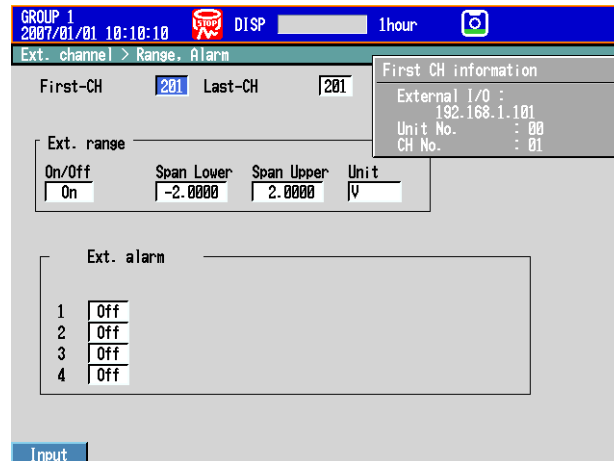 GROUP 1
2007/01/01 10:10:10 STOP DISP 1hour
Ext. channel > Range, Alarm
First CH information
External I/O :
192.168.1.101
Unit No. : 00
CH No. : 01
First-CH 201 Last-CH 201
Ext. range
On/Off Span Lower Span Upper Unit
On -2.0000 2.0000 V
Ext. alarm
1 Off
2 Off
3 Off
4 Off
Input